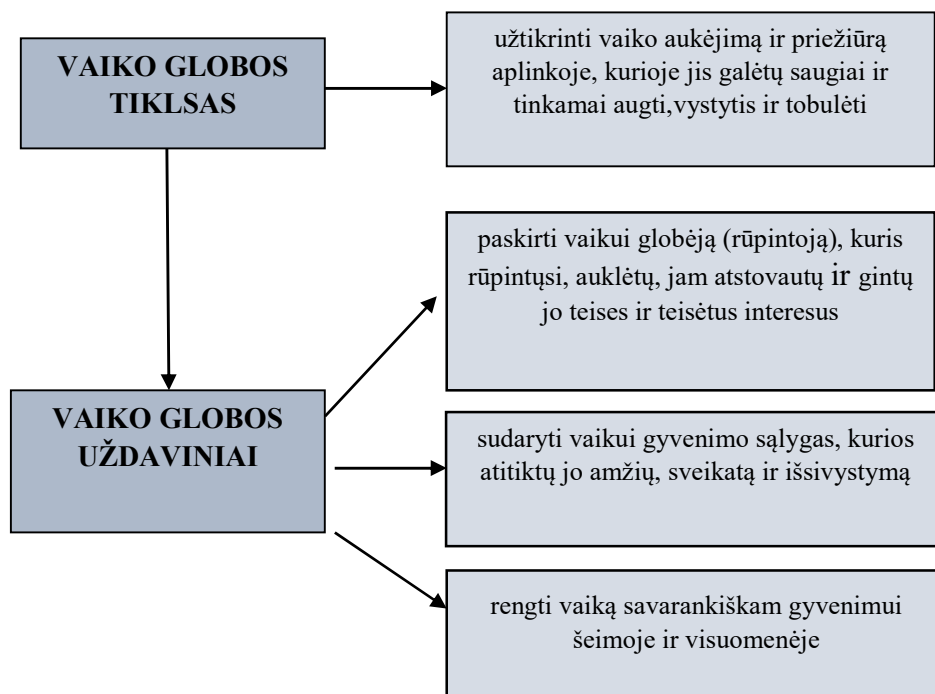 VAIKO GLOBOS
TIKLSAS
užtikrinti vaiko aukėjimą ir priežiūrą
aplinkoje, kurioje jis galėtų saugiai ir
tinkamai augti,vystytis ir tobulėti
paskirti vaikui globėją (rūpintoją), kuris
rūpintųsi, auklėtų, jam atstovautų ir gintų
jo teises ir teisėtus interesus
VAIKO GLOBOS
UŽDAVINIAI
sudaryti vaikui gyvenimo sąlygas, kurios
atitiktų jo amžių, sveikatą ir išsivystymą
rengti vaiką savarankiškam gyvenimui
šeimoje ir visuomenėje